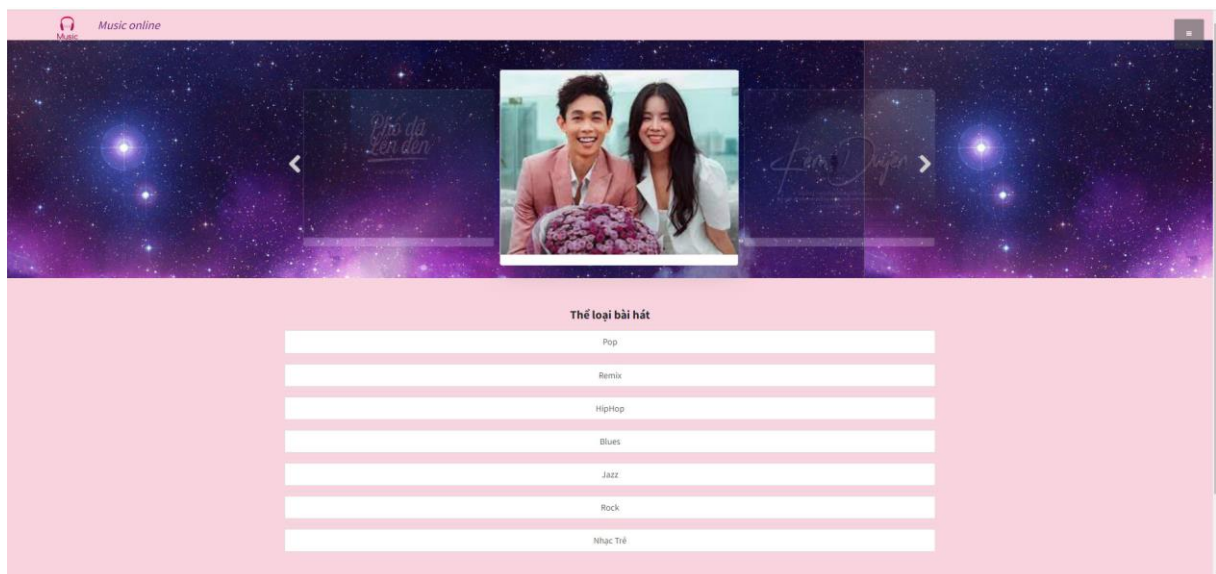 Music online
Music
Phố đã
lên đèn
Duyên
Thể loại bài hát
Pop
Remix
HipHop
Blues
Jazz
Rock
Nhạc Trẻ